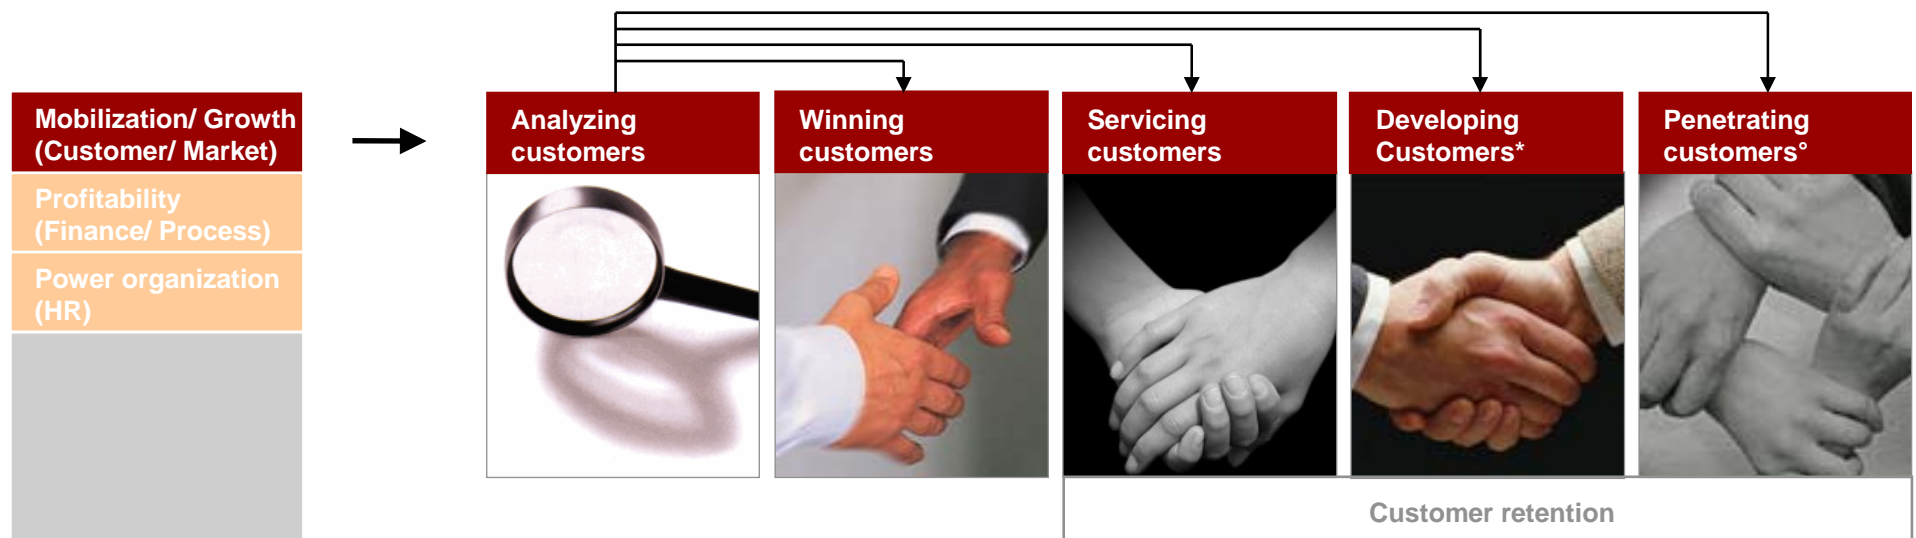 Mobilization/ Growth
(Customer/ Market)
Profitability
(Finance/ Process)
Power organization
(HR)
Analyzing
customers
Winning
customers
Servicing
customers
Developing
Customers*
Penetrating
customers°
Customer retention